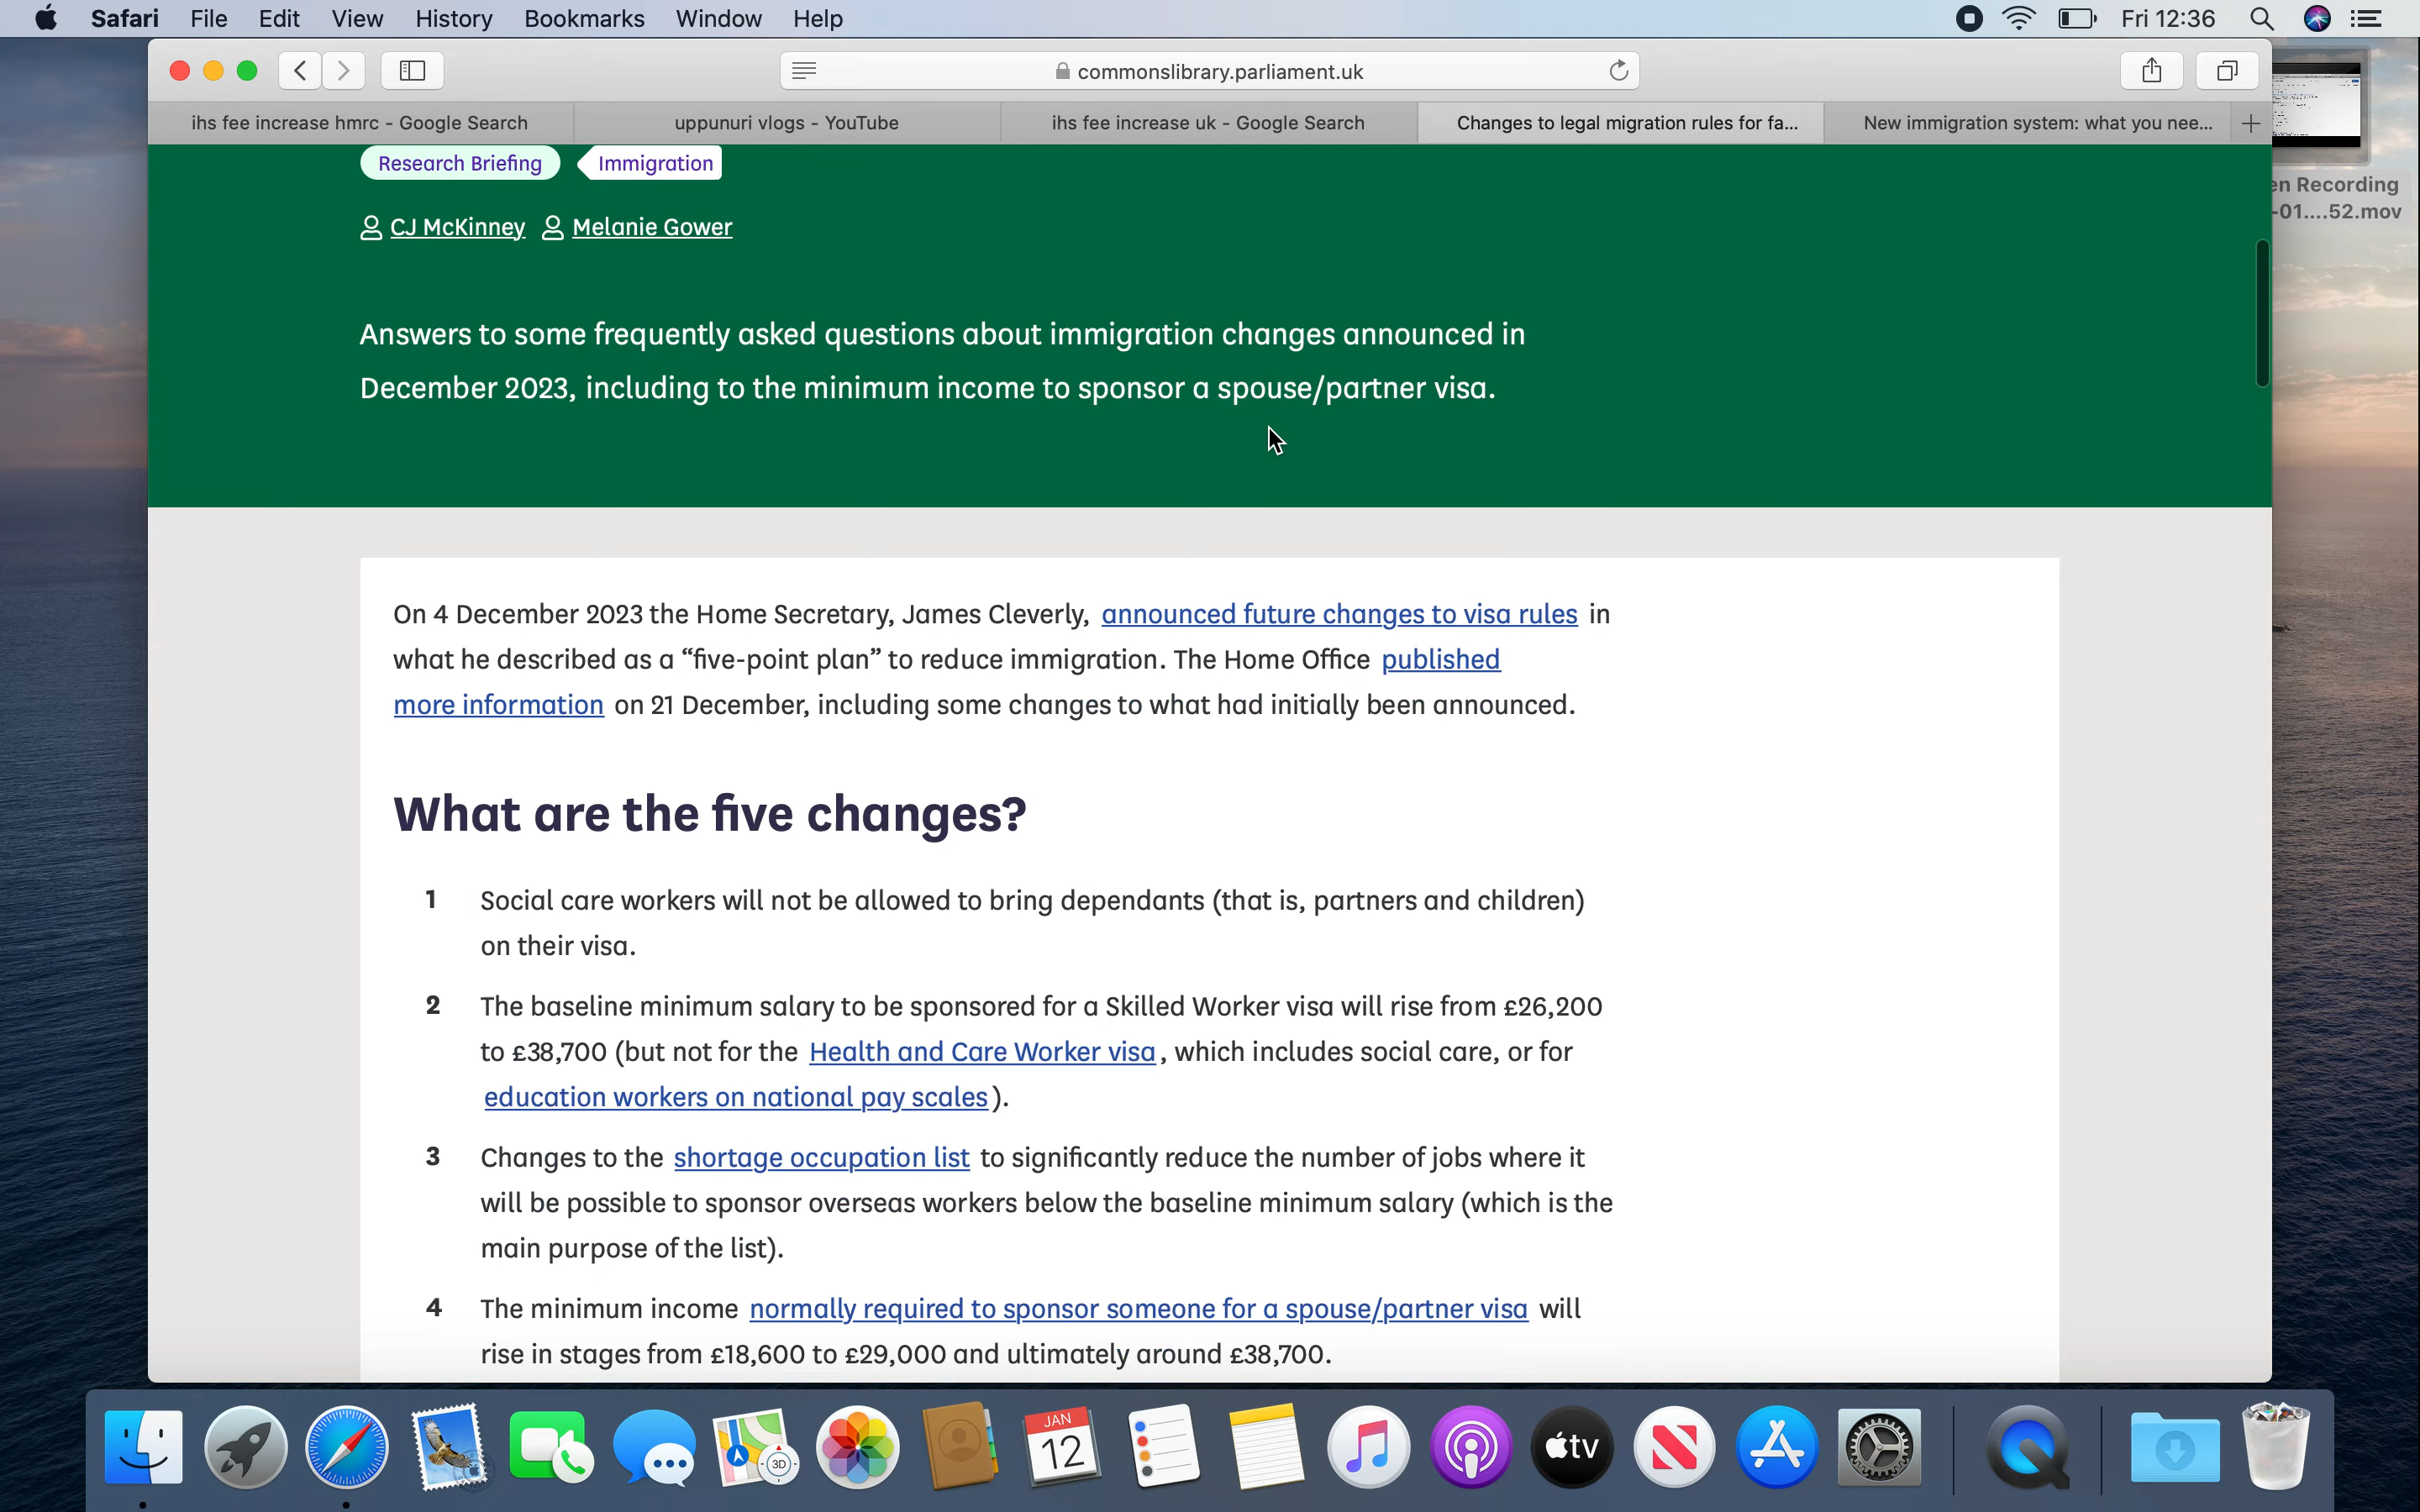 Safari File Edit View History Bookmarks Window Help Fri 12:36
commonslibrary.parliament.uk
ihs fee increase hmrc – Google Search
uppunuri vlogs - YouTube
ihs fee increase uk - Google Search
Changes to legal migration rules for fa...
New immigration system: what you nee...
en Recording
-01....52.mov
Research Briefing Immigration
CJ McKinney Melanie Gower
Answers to some frequently asked questions about immigration changes announced in
December 2023, including to the minimum income to sponsor a spouse/partner visa.
On 4 December 2023 the Home Secretary, James Cleverly, announced future changes to visa rules in
what he described as a “five-point plan” to reduce immigration. The Home Office published
more information on 21 December, including some changes to what had initially been announced.
What are the five changes?
1 Social care workers will not be allowed to bring dependants (that is, partners and children)
on their visa.
2 The baseline minimum salary to be sponsored for a Skilled Worker visa will rise from £26,200
to £38,700 (but not for the Health and Care Worker visa, which includes social care, or for
education workers on national pay scales).
3 Changes to the shortage occupation list to significantly reduce the number of jobs where it
will be possible to sponsor overseas workers below the baseline minimum salary (which is the
main purpose of the list).
4 The minimum income normally required to sponsor someone for a spouse/partner visa will
rise in stages from £18,600 to £29,000 and ultimately around £38,700.
3D
JAN
12
tv